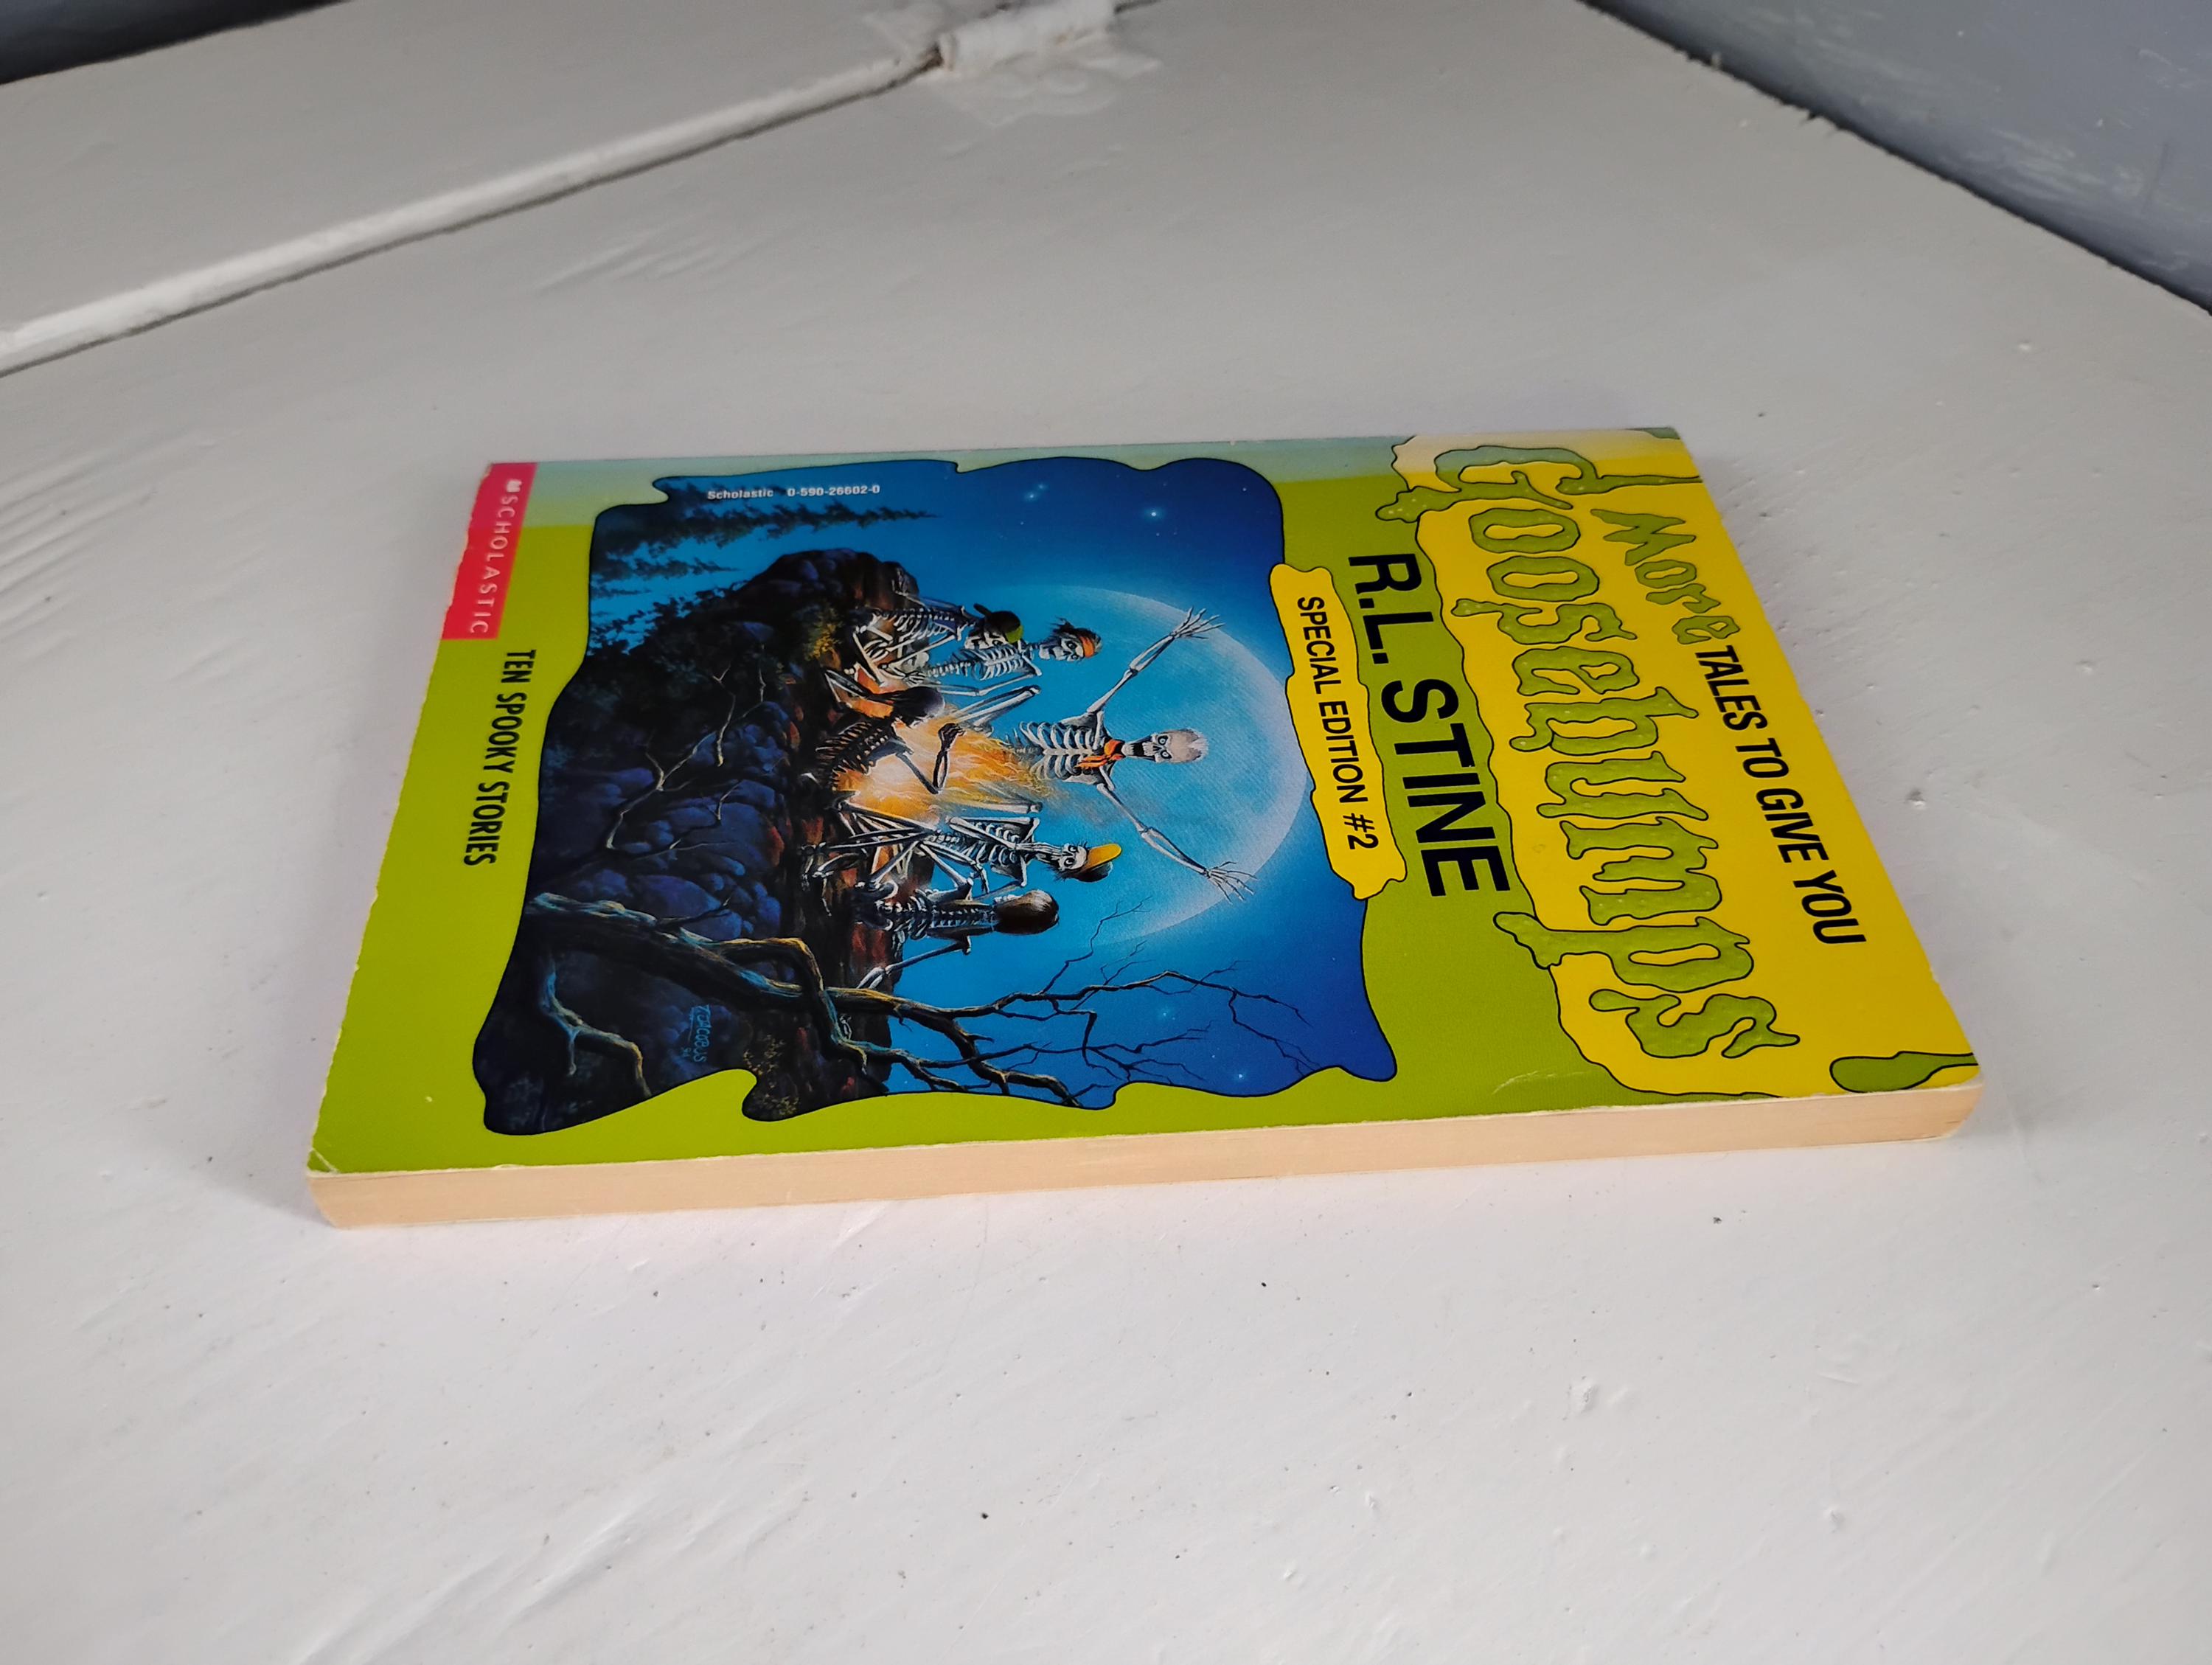 More TALES TO GIVE YOU
Goosebumps
R.L. STINE
SPECIAL EDITION #2
Scholastic 0-590-26602-0
TEN SPOOKY STORIES
SCHOLASTIC